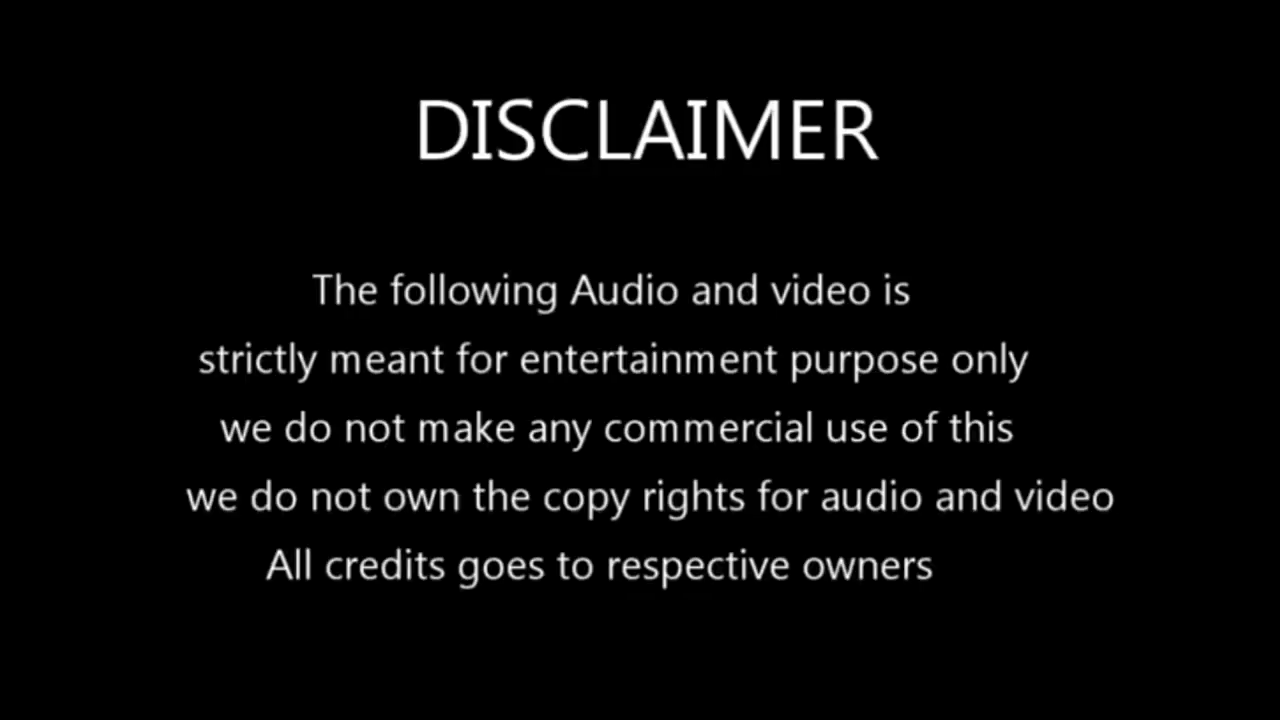 DISCLAIMER
The following Audio and video is
strictly meant for entertainment purpose only
we do not make any commercial use of this
we do not own the copy rights for audio and video
All credits goes to respective owners